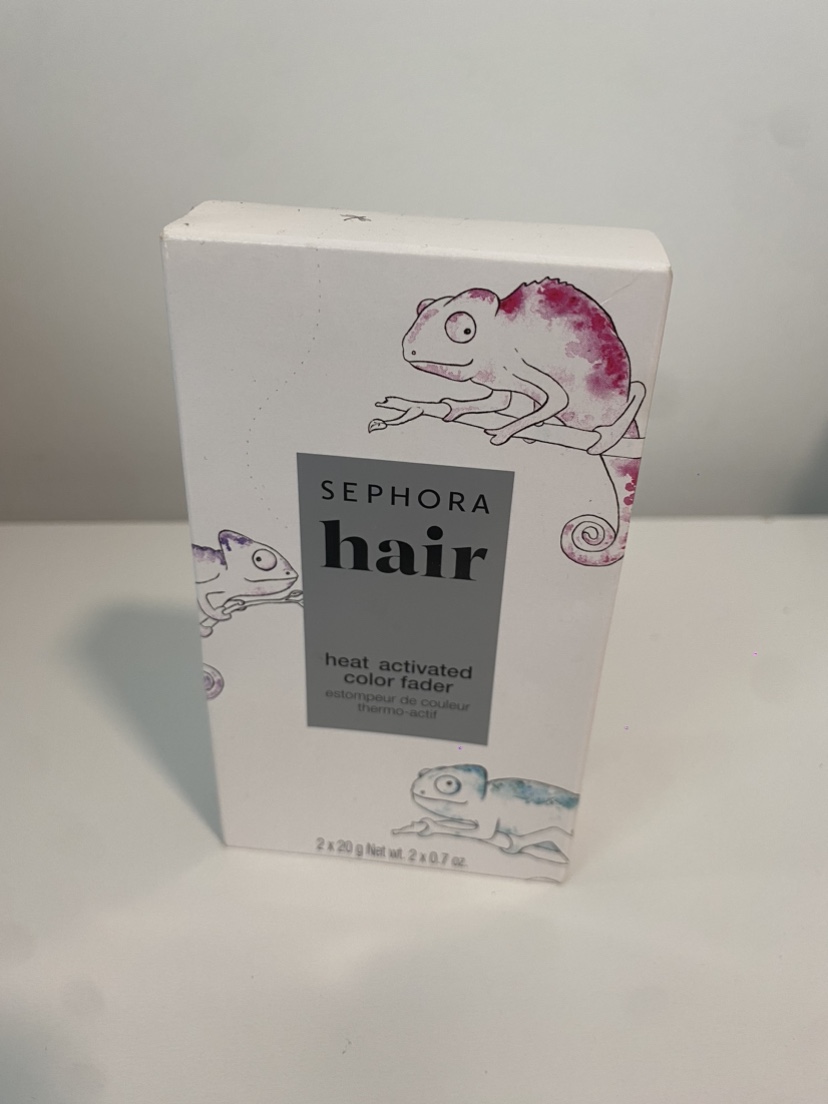 SEPHORA
hair
heat activated
color fader
estompeur de couleur
thermo-actif
2 x 20 g Net wt. 2 x 0.7 oz.